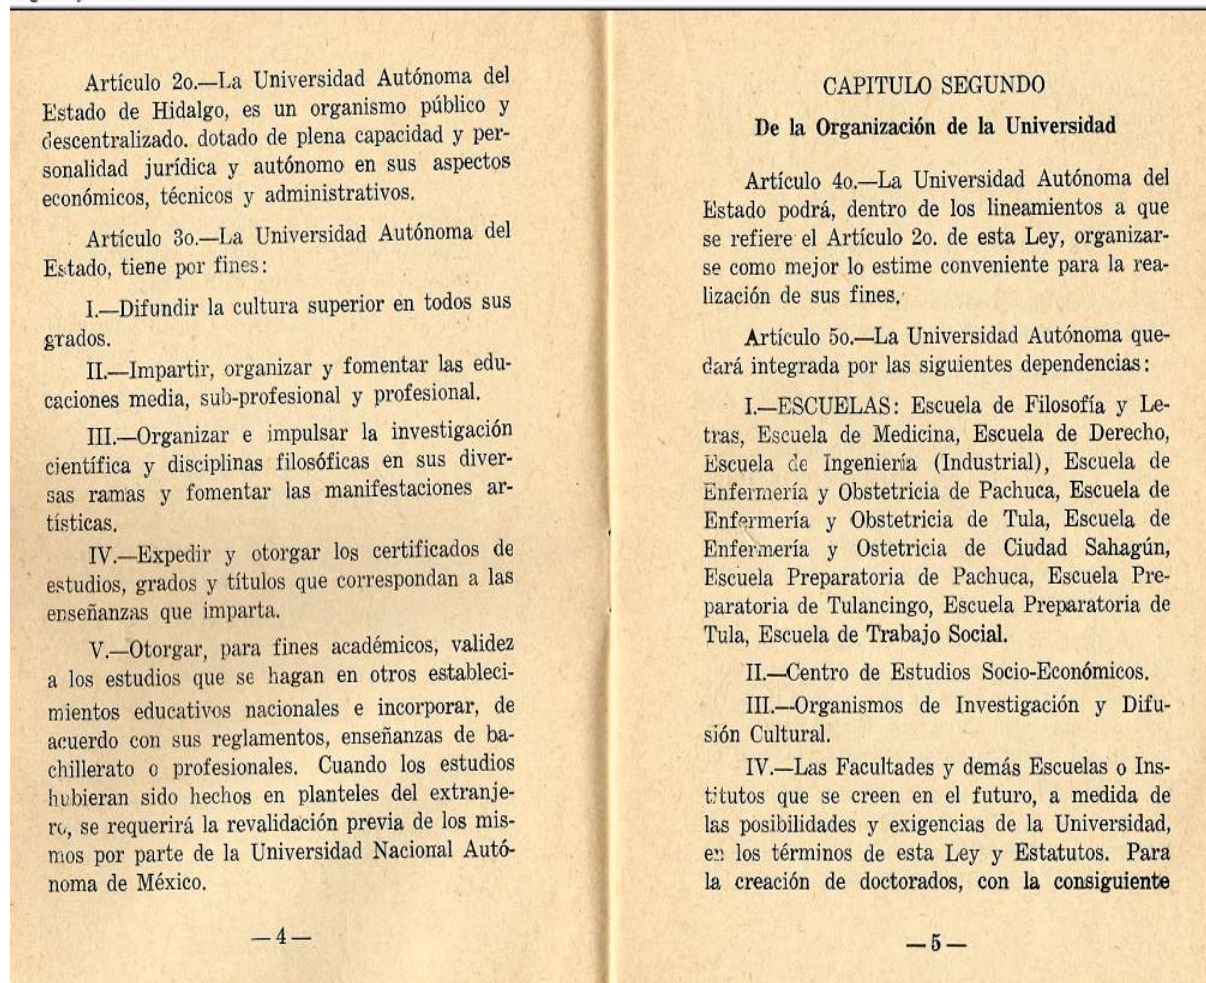 Artículo 2o.—La Universidad Autónoma del
Estado de Hidalgo, es un organismo público y
descentralizado. dotado de plena capacidad y per-
sonalidad jurídica y autónomo en sus aspectos
económicos, técnicos y administrativos.
Artículo 3o.—La Universidad Autónoma del
Estado, tiene por fines:
I.—Difundir la cultura superior en todos sus
grados.
II.—Impartir, organizar y fomentar las edu-
caciones media, sub-profesional y profesional.
III.—Organizar e impulsar la investigación
científica y disciplinas filosóficas en sus diver-
sas ramas y fomentar las manifestaciones ar-
tísticas.
IV.—Expedir y otorgar los certificados de
estudios, grados y títulos que correspondan a las
enseñanzas que imparta.
V.—Otorgar, para fines académicos, validez
a los estudios que se hagan en otros estableci-
mientos educativos nacionales e incorporar, de
acuerdo con sus reglamentos, enseñanzas de ba-
chillerato o profesionales. Cuando los estudios
hubieran sido hechos en planteles del extranje-
ro, se requerirá la revalidación previa de los mis-
mos por parte de la Universidad Nacional Autó-
noma de México.
—4—
CAPITULO SEGUNDO
De la Organización de la Universidad
Artículo 4o.—La Universidad Autónoma del
Estado podrá, dentro de los lineamientos a que
se refiere el Artículo 2o. de esta Ley, organizar-
se como mejor lo estime conveniente para la rea-
lización de sus fines.
Artículo 5o.—La Universidad Autónoma que-
dará integrada por las siguientes dependencias:
I.—ESCUELAS: Escuela de Filosofía y Le-
tras, Escuela de Medicina, Escuela de Derecho,
Escuela de Ingeniería (Industrial), Escuela de
Enfermería y Obstetricia de Pachuca, Escuela de
Enfermería y Obstetricia de Tula, Escuela de
Enfermería y Ostetricia de Ciudad Sahagún,
Escuela Preparatoria de Pachuca, Escuela Pre-
paratoria de Tulancingo, Escuela Preparatoria de
Tula, Escuela de Trabajo Social.
II.—Centro de Estudios Socio-Económicos.
III.—Organismos de Investigación y Difu-
sión Cultural.
IV.—Las Facultades y demás Escuelas o Ins-
titutos que se creen en el futuro, a medida de
las posibilidades y exigencias de la Universidad,
en los términos de esta Ley y Estatutos. Para
la creación de doctorados, con la consiguiente
—5—